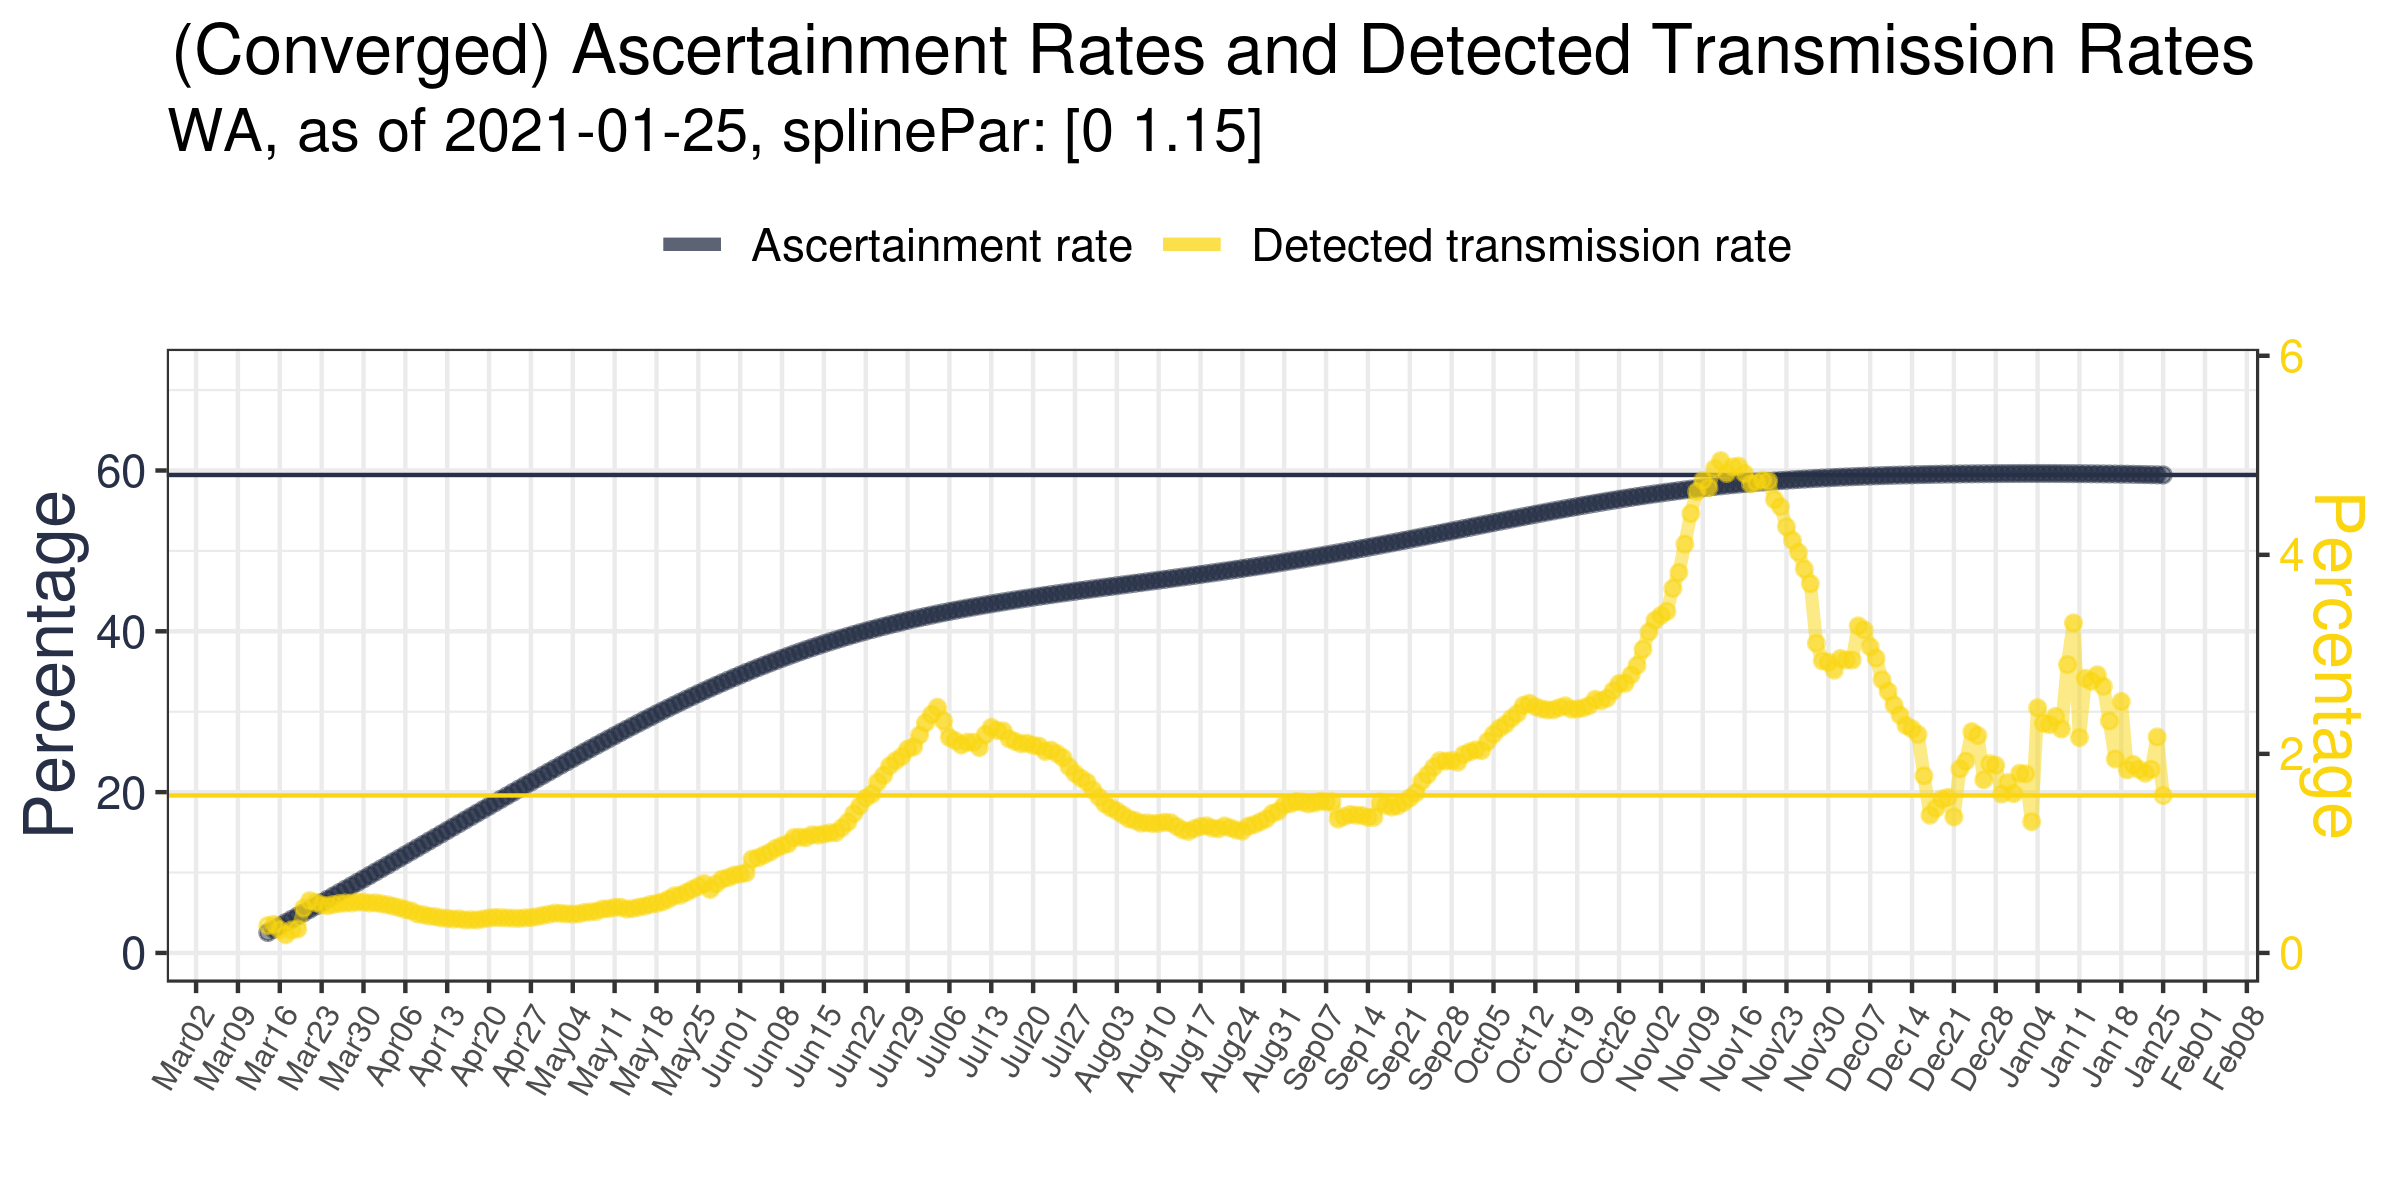 (Converged) Ascertainment Rates and Detected Transmission Rates
WA, as of 2021-01-25, splinePar: [0 1.15]
Ascertainment rate Detected transmission rate
Percentage
60
40
20
0
6
4
2
0
Percentage
Mar02 Mar09 Mar16 Mar23 Mar30 Apr06 Apr13 Apr20 Apr27 May04 May11 May18 May25 Jun01 Jun08 Jun15 Jun22 Jun29 Jul06 Jul13 Jul20 Jul27 Aug03 Aug10 Aug17 Aug24 Aug31 Sep07 Sep14 Sep21 Sep28 Oct05 Oct12 Oct19 Oct26 Nov02 Nov09 Nov16 Nov23 Nov30 Dec07 Dec14 Dec21 Dec28 Jan04 Jan11 Jan18 Jan25 Feb01 Feb08